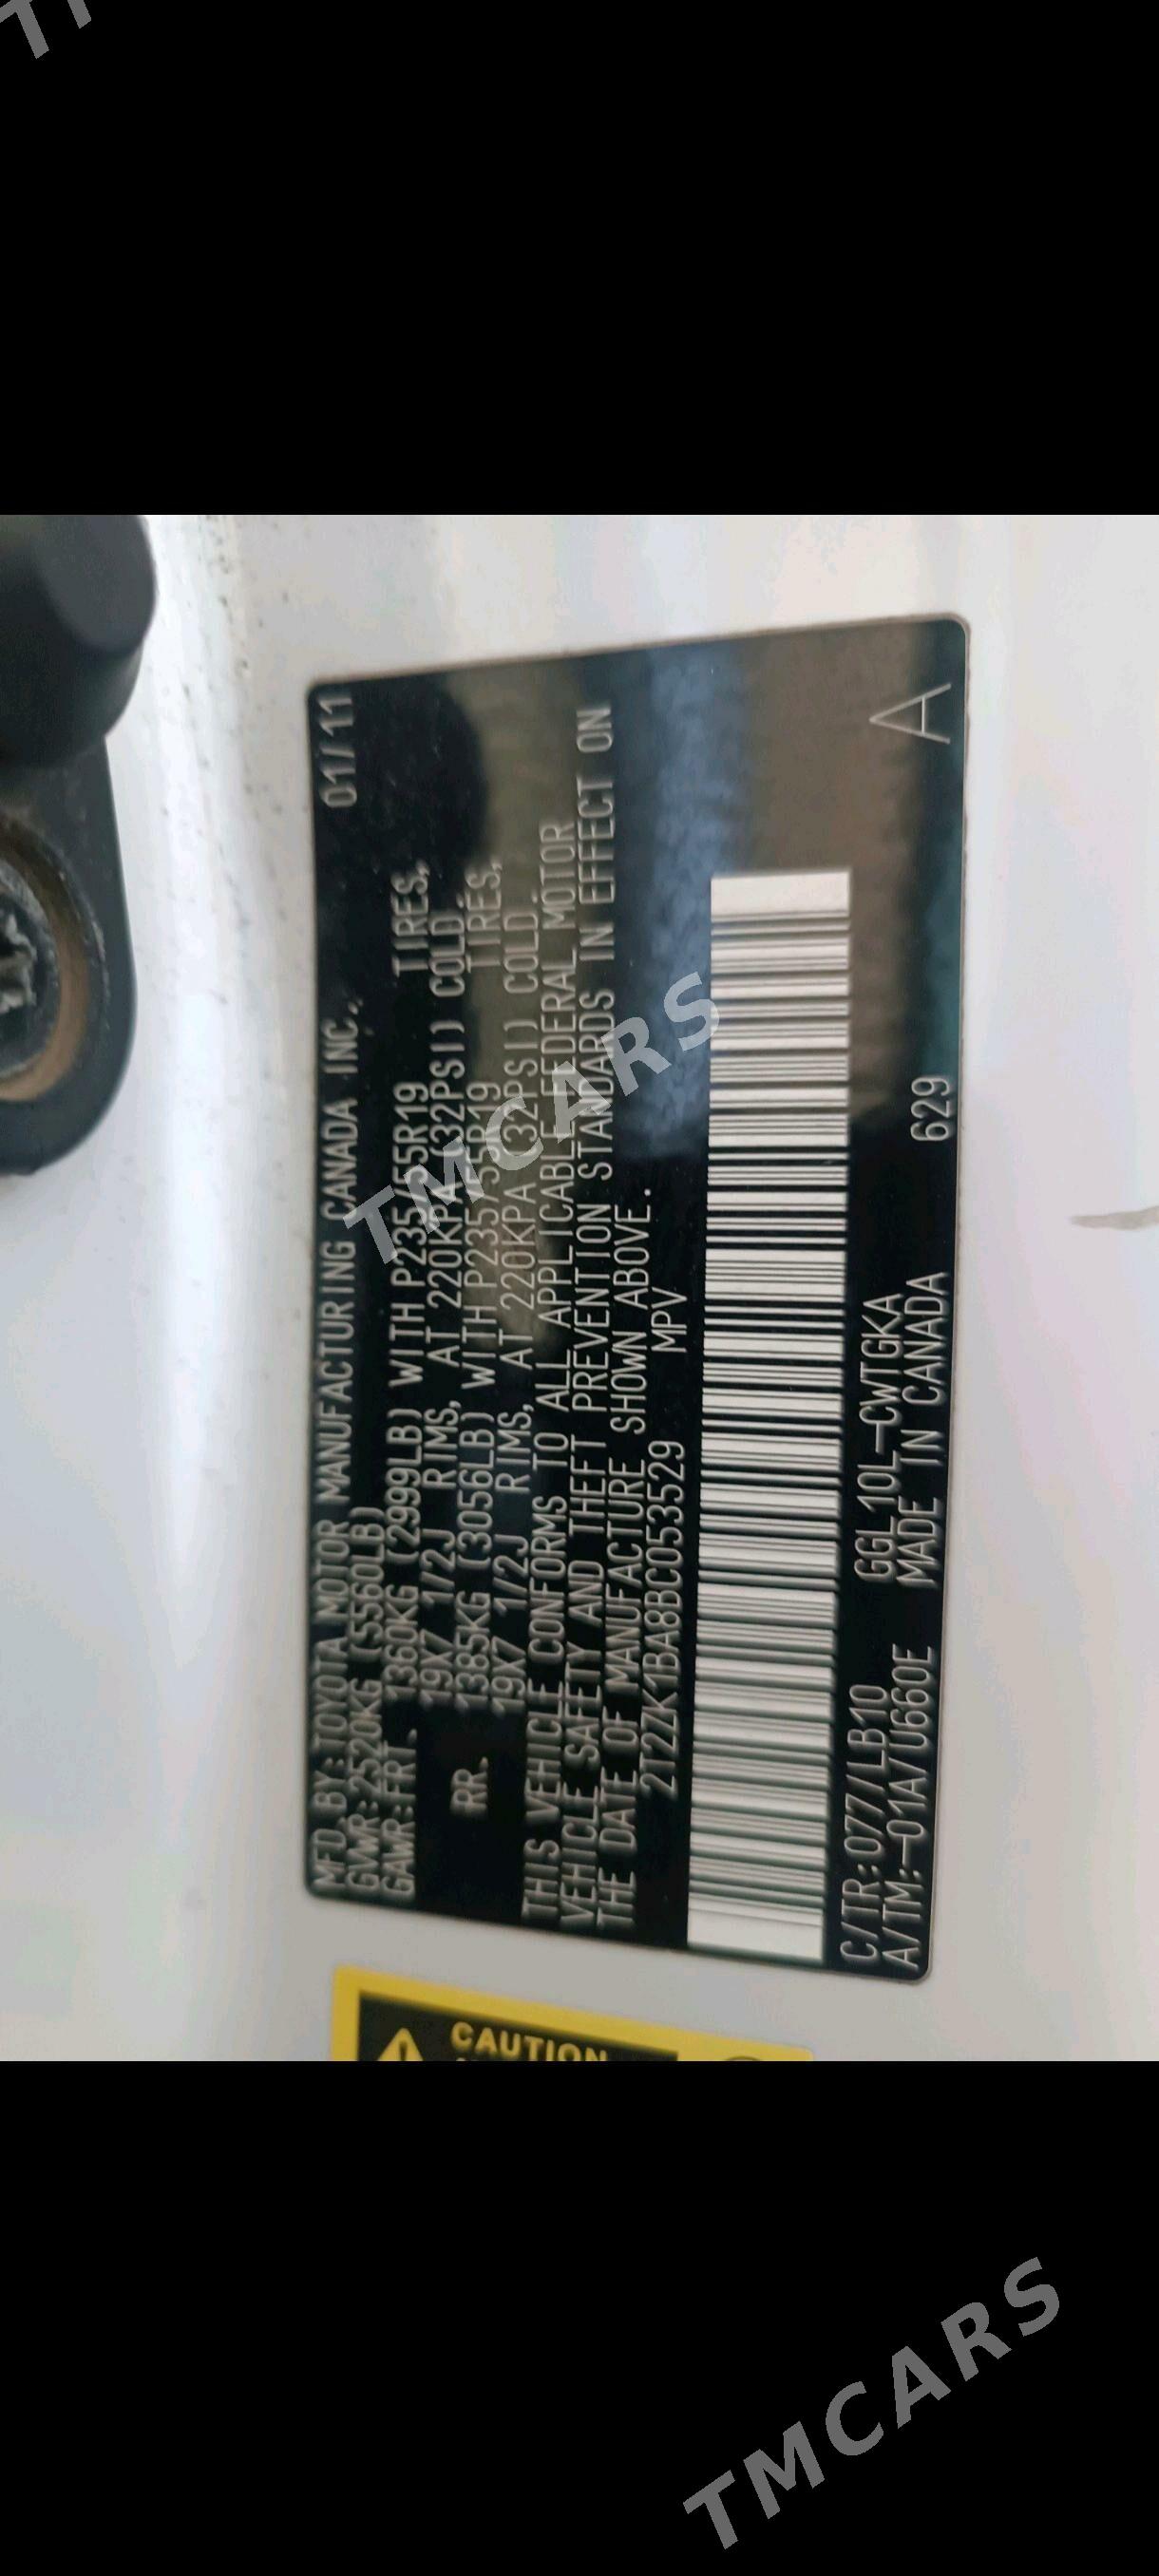 MFD. BY: TOYOTA MOTOR MANUFACTURING CANADA INC. 01/11
GVWR: 2520KG (5560LB)
GAWR: FRT. 1360KG (2999LB) WITH P235/55R19 TIRES,
19X7 1/2J RIMS, AT 220KPA (32PSI) COLD.
RR. 1385KG (3056LB) WITH P235/55R19 TIRES,
19X7 1/2J RIMS, AT 220KPA (32PSI) COLD.
THIS VEHICLE CONFORMS TO ALL APPLICABLE FEDERAL MOTOR
VEHICLE SAFETY AND THEFT PREVENTION STANDARDS IN EFFECT ON
THE DATE OF MANUFACTURE SHOWN ABOVE.
2T2ZK1BA8BC053529 MPV
C/TR: 077/LB10 GGL10L-CWTGKA
A/TM: -01A/U660E MADE IN CANADA 629 A
CAUTION
TMCARS
TMCARS